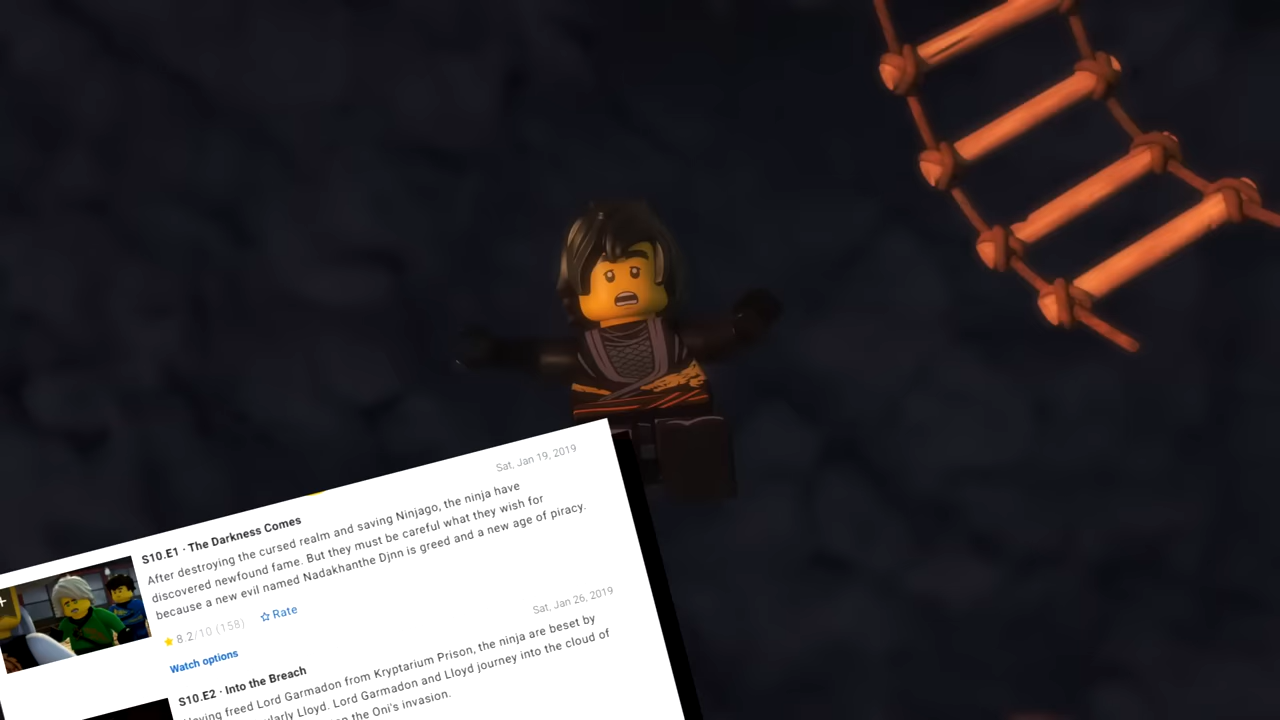 Sat, Jan 19, 2019
S10.E1 · The Darkness Comes
After destroying the cursed realm and saving Ninjago, the ninja have
discovered newfound fame. But they must be careful what they wish for
because a new evil named Nadakhanthe Djnn is greed and a new age of piracy.
8.2/10 (158) Rate
Watch options
Sat, Jan 26, 2019
S10.E2 · Into the Breach
Having freed Lord Garmadon from Kryptarium Prison, the ninja are beset by
Lloyd. Lord Garmadon and Lloyd journey into the cloud of
the Oni's invasion.